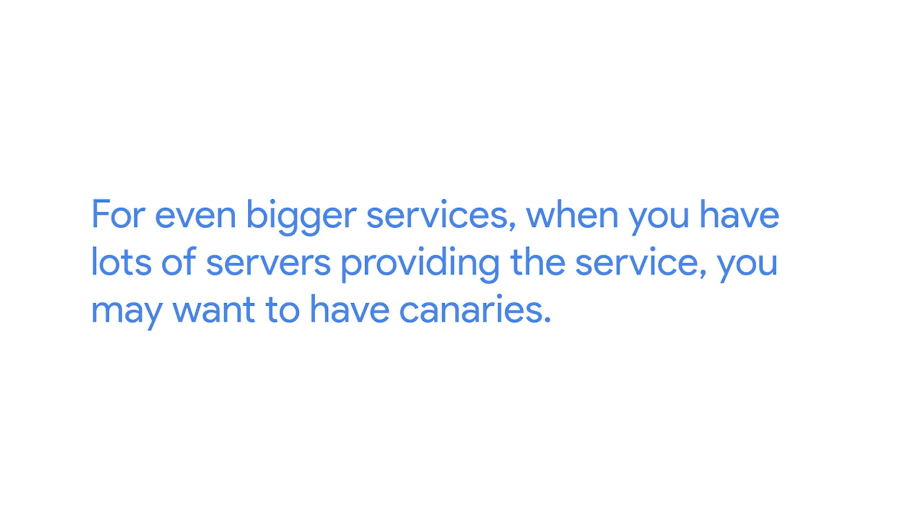 For even bigger services, when you have
lots of servers providing the service, you
may want to have canaries.